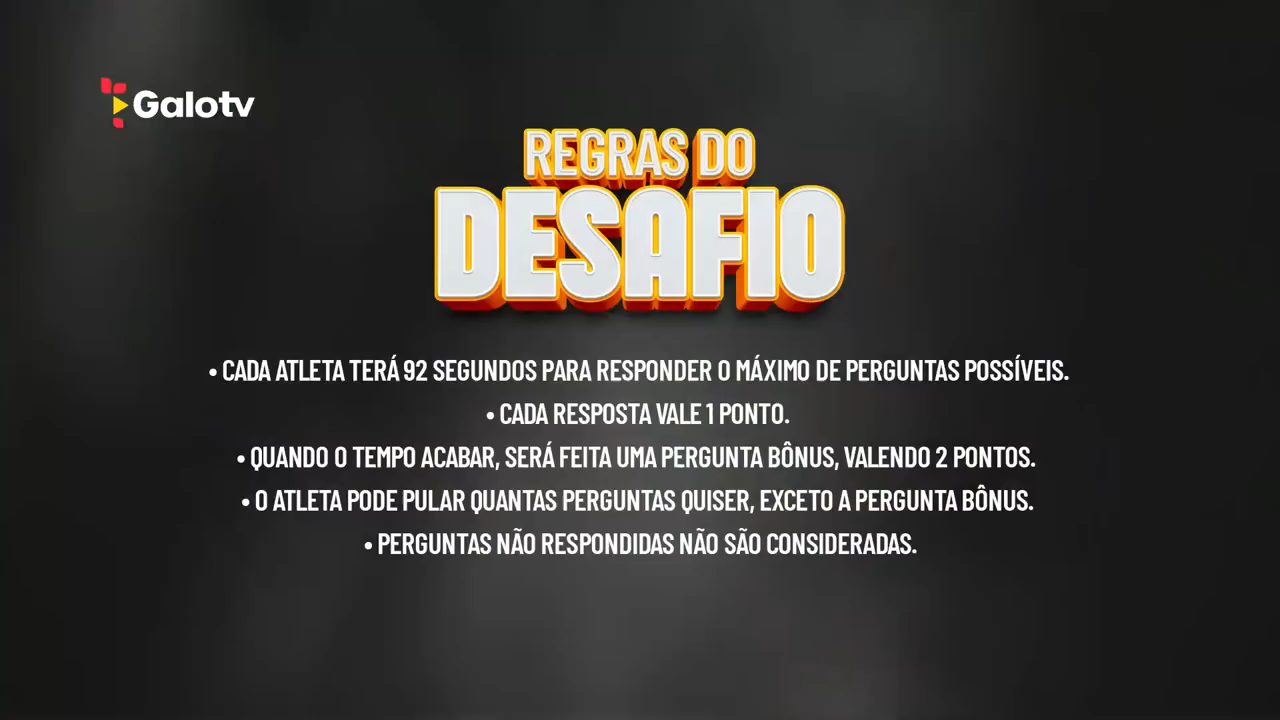 Galotv
REGRAS DO
DESAFIO
• CADA ATLETA TERÁ 92 SEGUNDOS PARA RESPONDER O MÁXIMO DE PERGUNTAS POSSÍVEIS.
• CADA RESPOSTA VALE 1 PONTO.
• QUANDO O TEMPO ACABAR, SERÁ FEITA UMA PERGUNTA BÔNUS, VALENDO 2 PONTOS.
• O ATLETA PODE PULAR QUANTAS PERGUNTAS QUISER, EXCETO A PERGUNTA BÔNUS.
• PERGUNTAS NÃO RESPONDIDAS NÃO SÃO CONSIDERADAS.